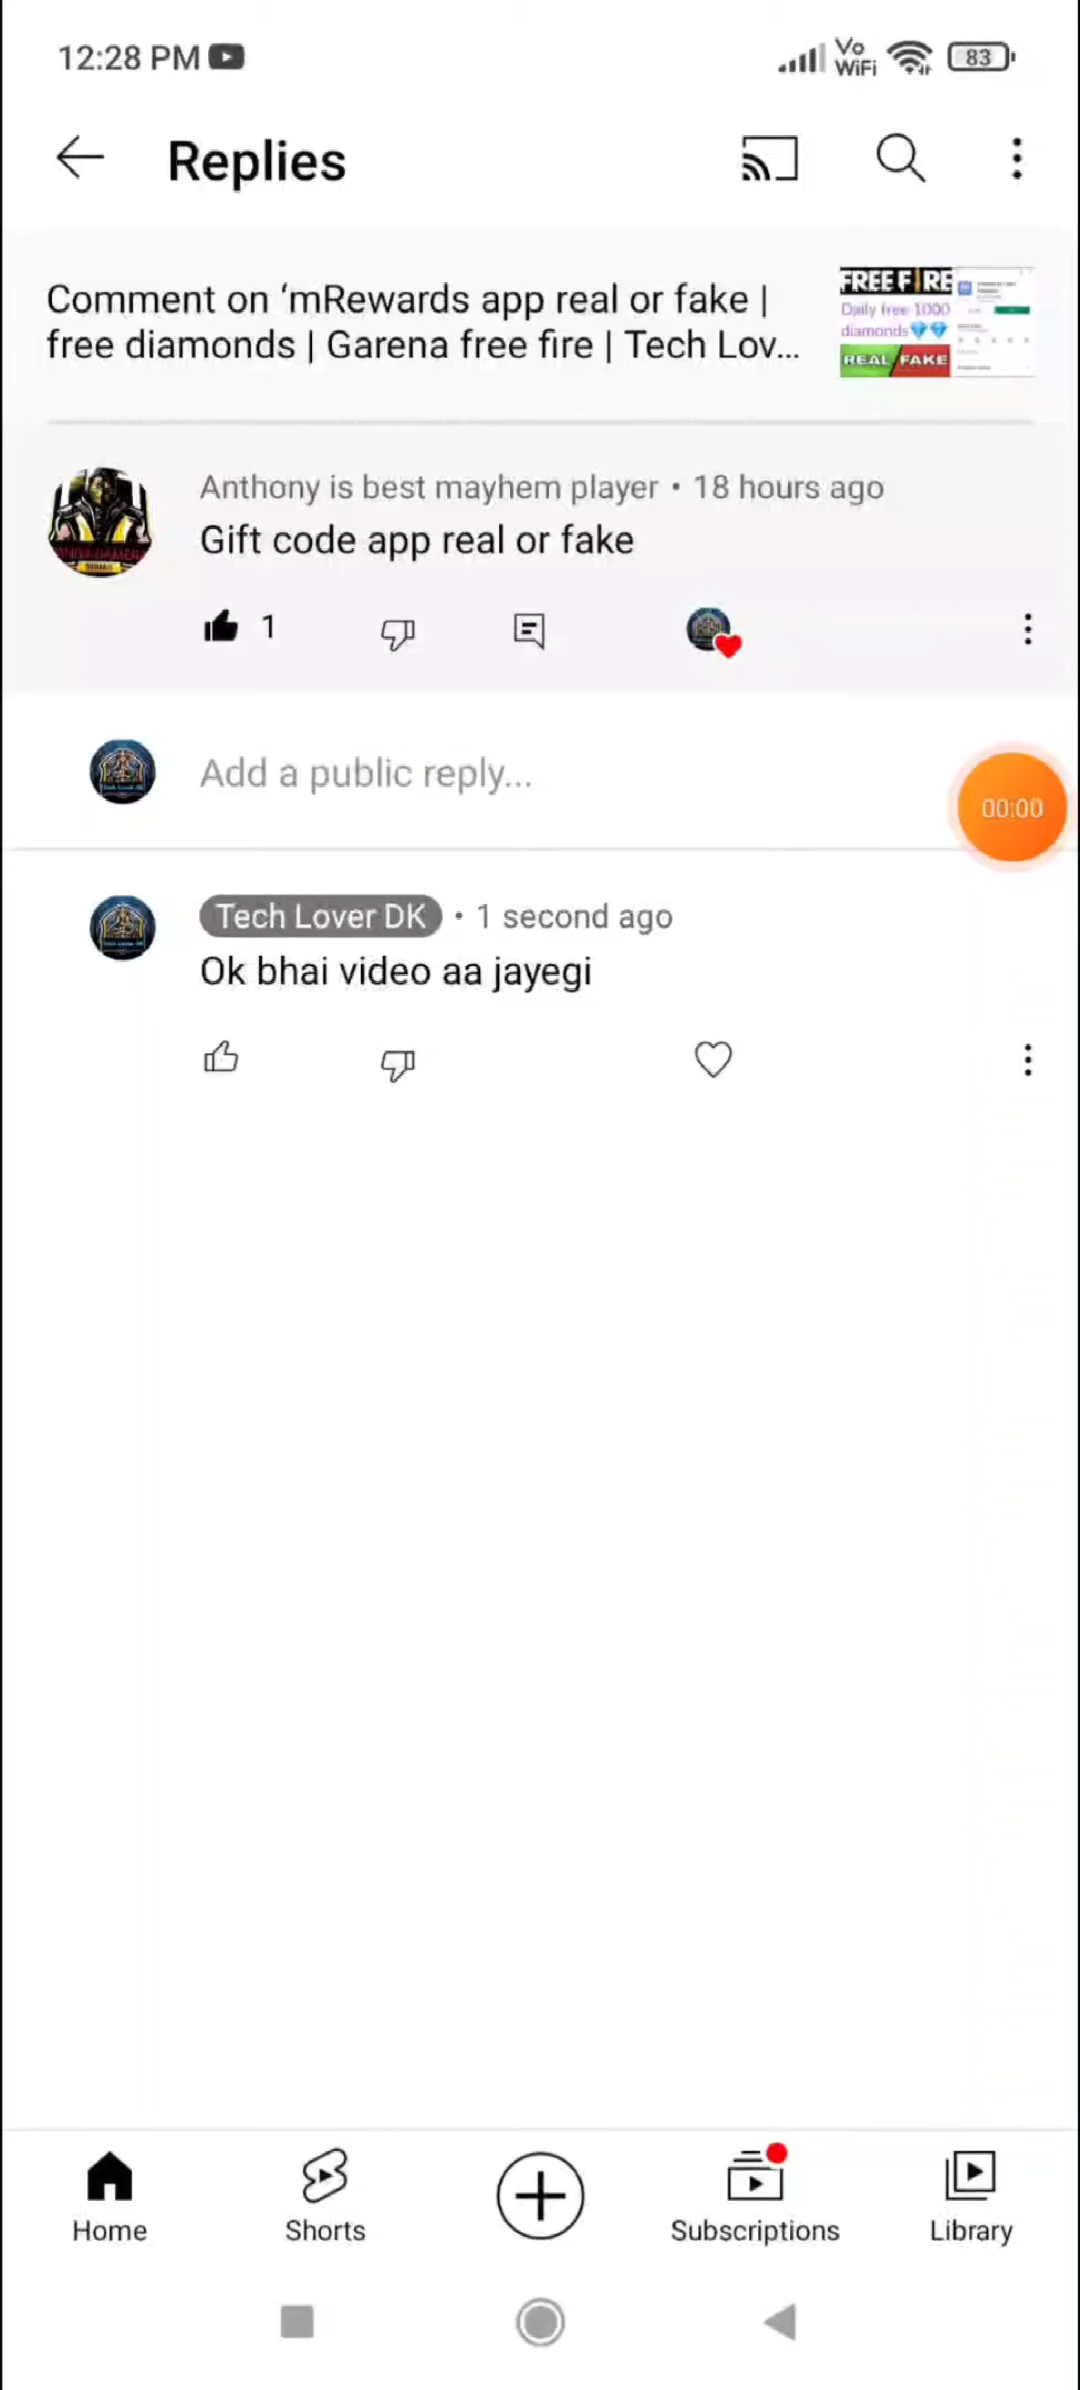 12:28 PM
Vo
WiFi
83
Replies
Comment on ‘mRewards app real or fake |
free diamonds | Garena free fire | Tech Lov...
FREE FIRE
Daily free 1000
diamonds
REAL FAKE
Anthony is best mayhem player • 18 hours ago
Gift code app real or fake
1
Add a public reply...
00:00
Tech Lover DK • 1 second ago
Ok bhai video aa jayegi
Home
Shorts
Subscriptions
Library